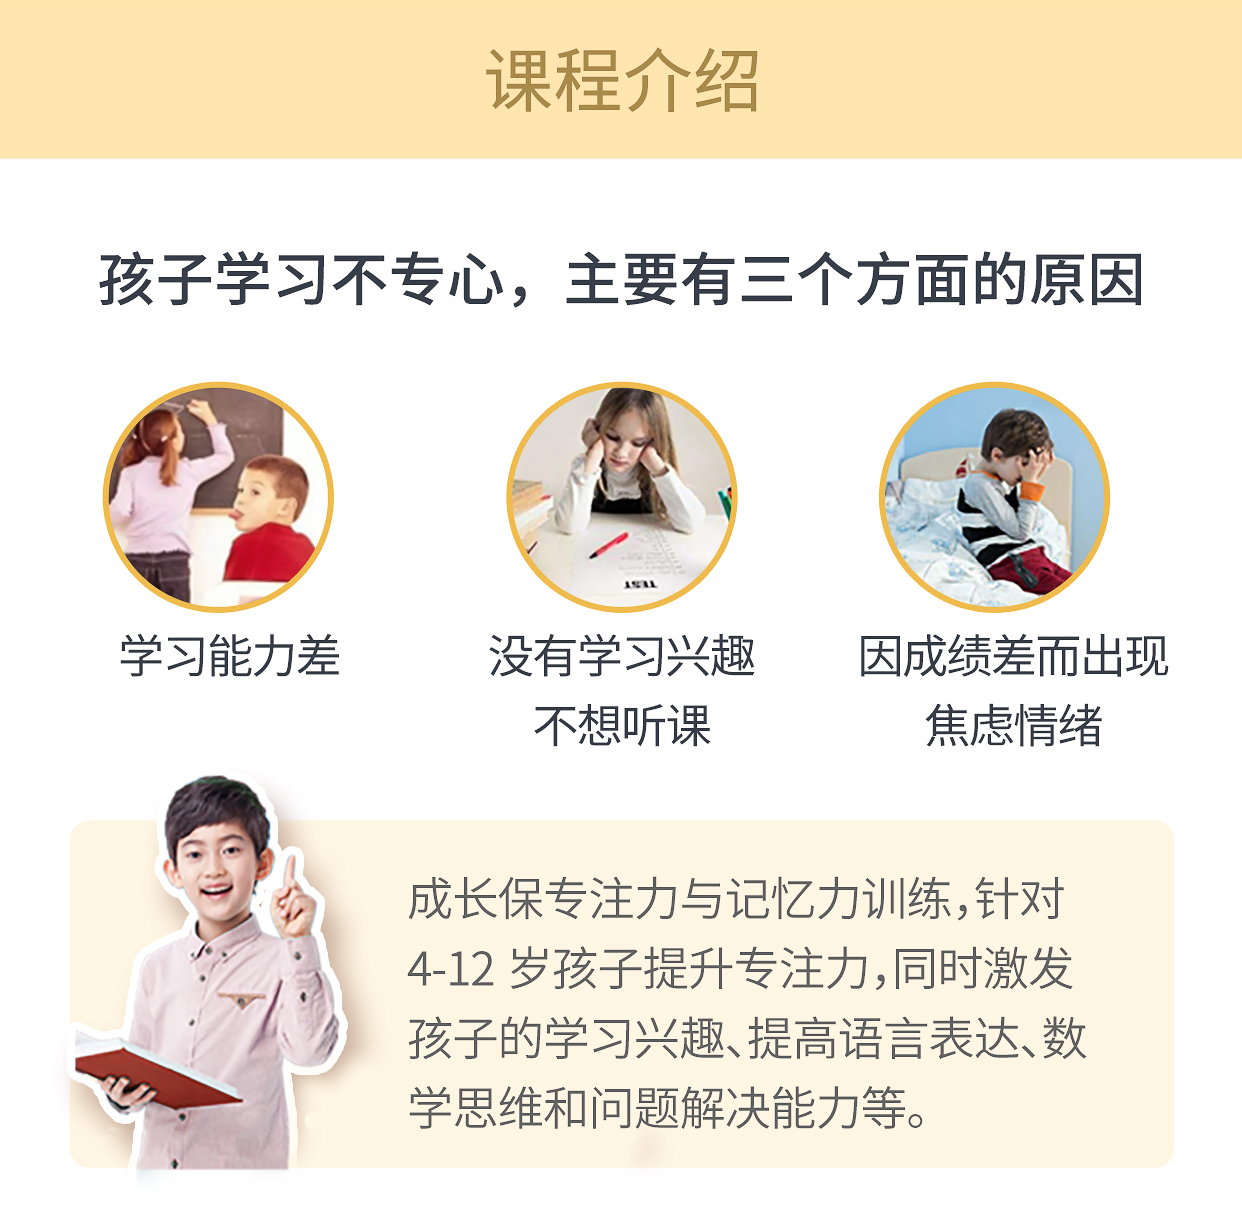 课程介绍
孩子学习不专心，主要有三个方面的原因
TEST
学习能力差
没有学习兴趣
不想听课
因成绩差而出现
焦虑情绪
成长保专注力与记忆力训练，针对
4-12 岁孩子提升专注力，同时激发
孩子的学习兴趣、提高语言表达、数
学思维和问题解决能力等。